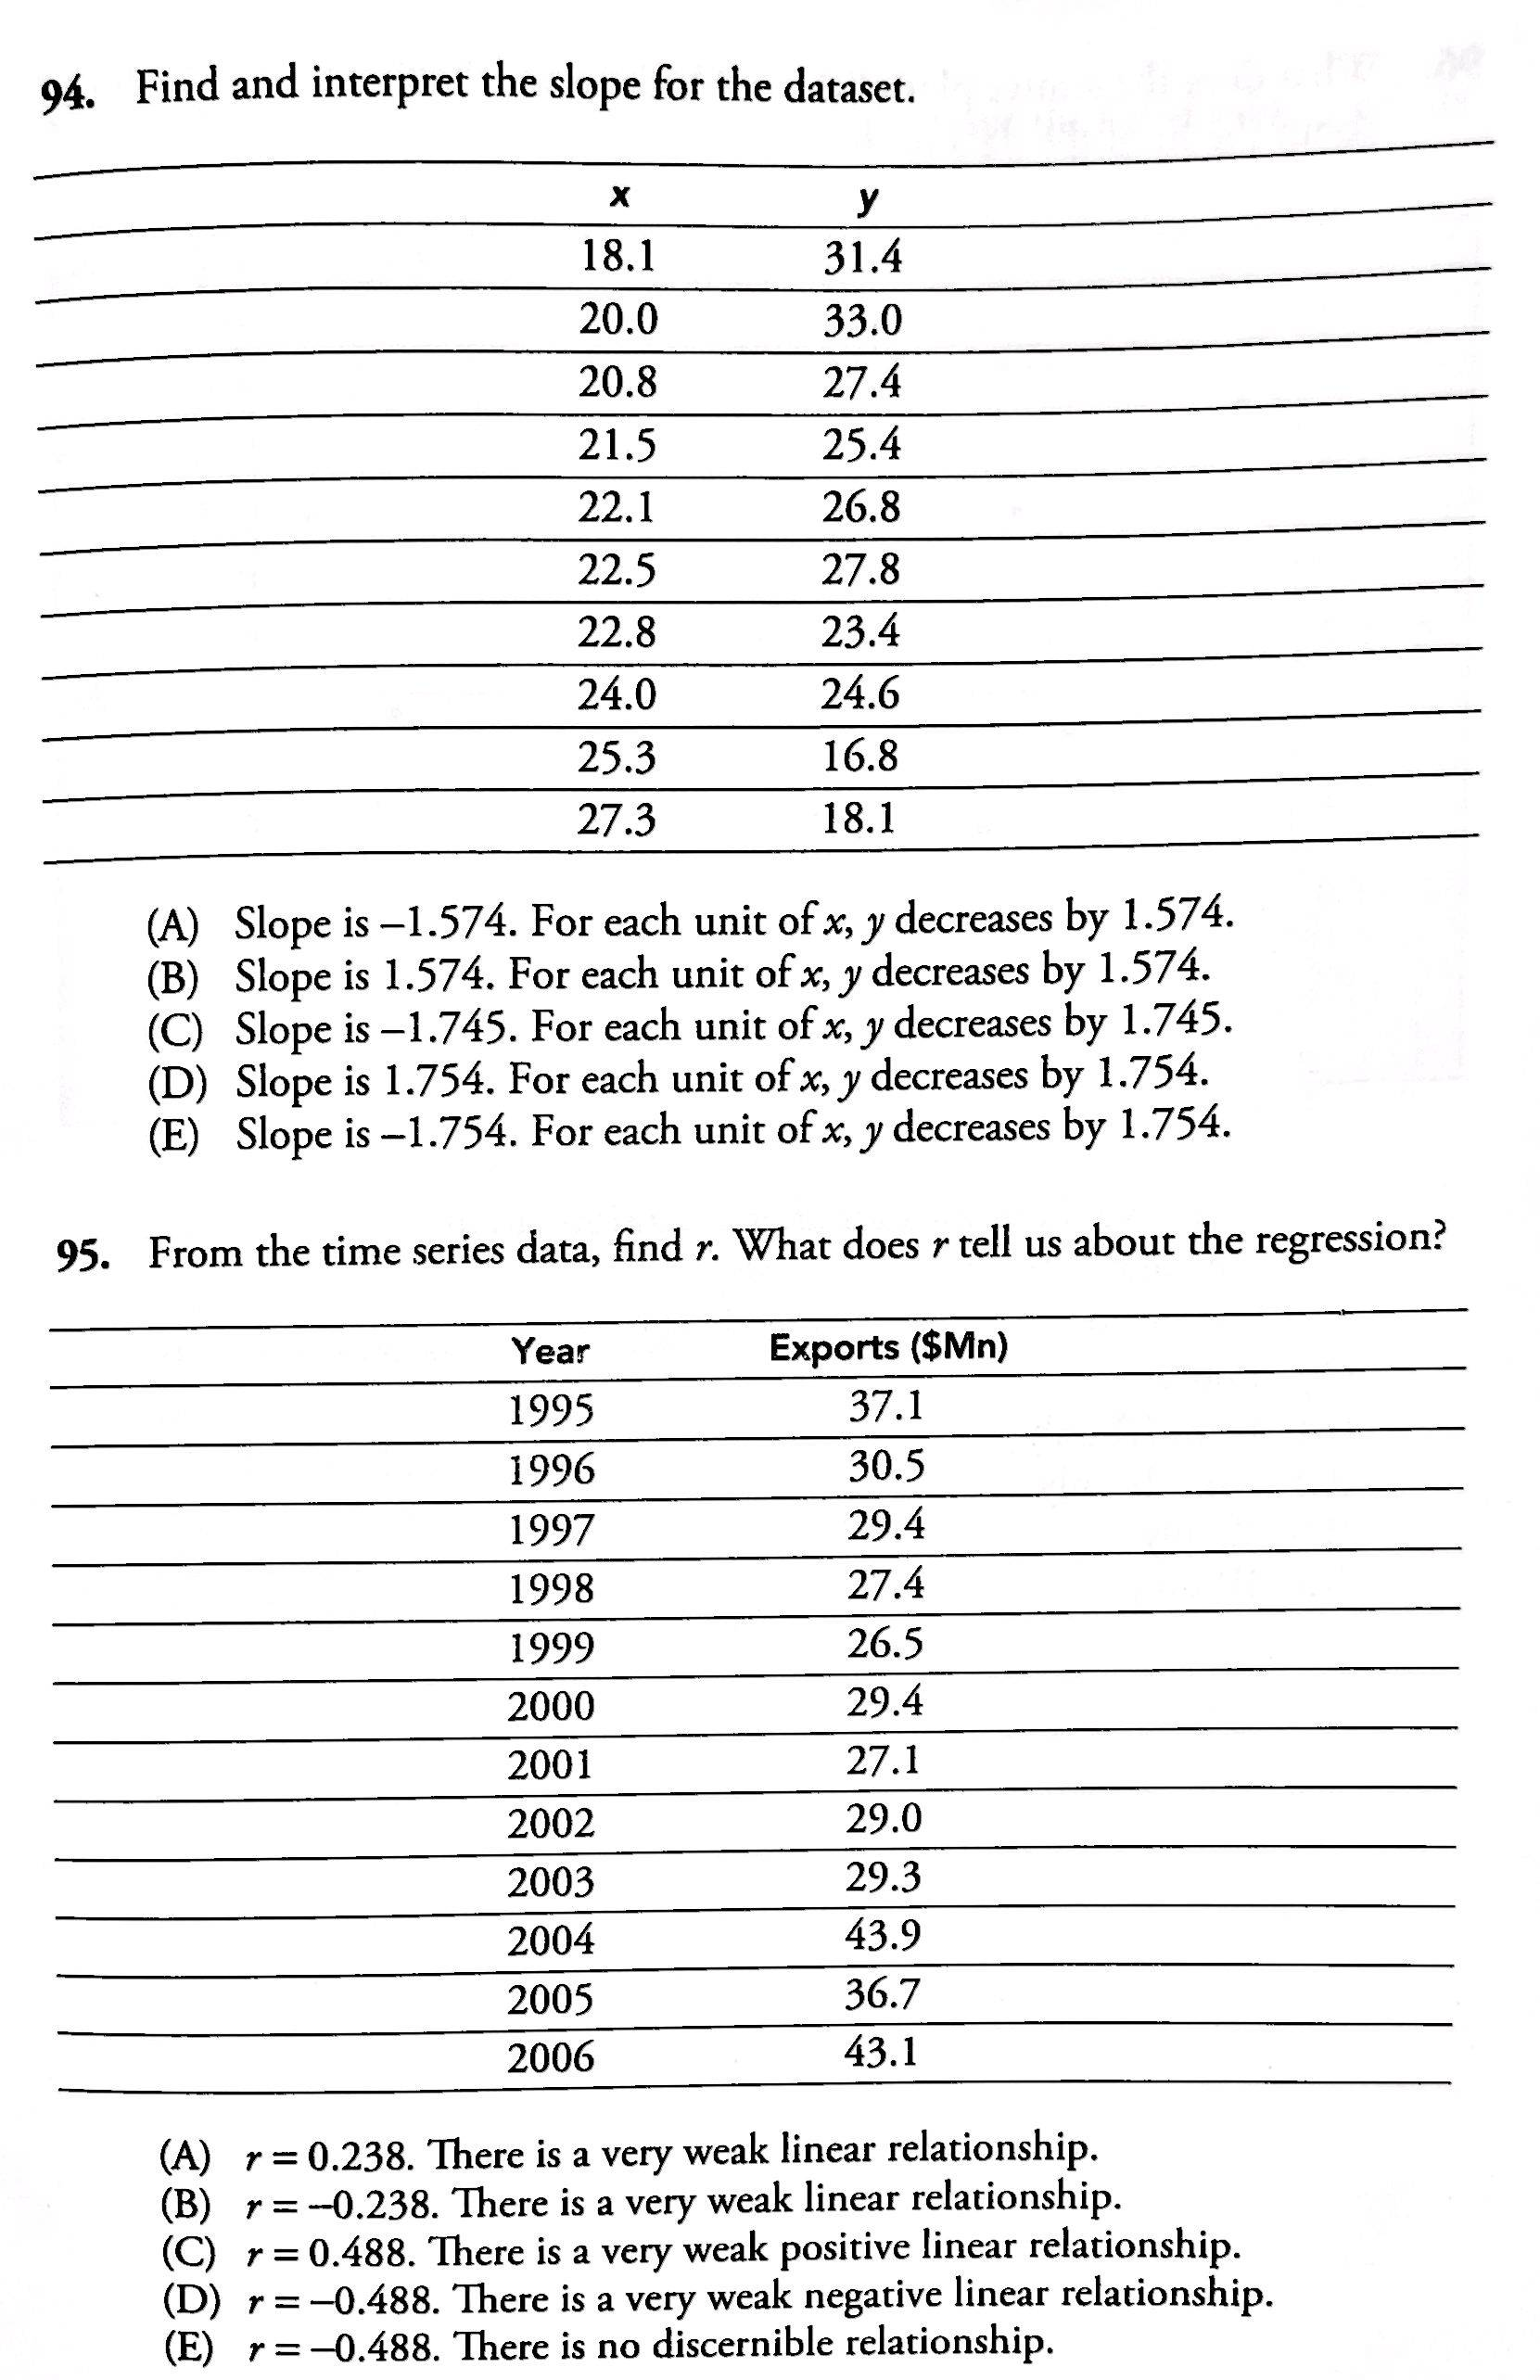 94. Find and interpret the slope for the dataset.
x y
18.1 31.4
20.0 33.0
20.8 27.4
21.5 25.4
22.1 26.8
22.5 27.8
22.8 23.4
24.0 24.6
25.3 16.8
27.3 18.1
(A) Slope is –1.574. For each unit of x, y decreases by 1.574.
(B) Slope is 1.574. For each unit of x, y decreases by 1.574.
(C) Slope is –1.745. For each unit of x, y decreases by 1.745.
(D) Slope is 1.754. For each unit of x, y decreases by 1.754.
(E) Slope is –1.754. For each unit of x, y decreases by 1.754.
95. From the time series data, find r. What does r tell us about the regression?
Year Exports ($Mn)
1995 37.1
1996 30.5
1997 29.4
1998 27.4
1999 26.5
2000 29.4
2001 27.1
2002 29.0
2003 29.3
2004 43.9
2005 36.7
2006 43.1
(A) r = 0.238. There is a very weak linear relationship.
(B) r = –0.238. There is a very weak linear relationship.
(C) r = 0.488. There is a very weak positive linear relationship.
(D) r = –0.488. There is a very weak negative linear relationship.
(E) r = –0.488. There is no discernible relationship.